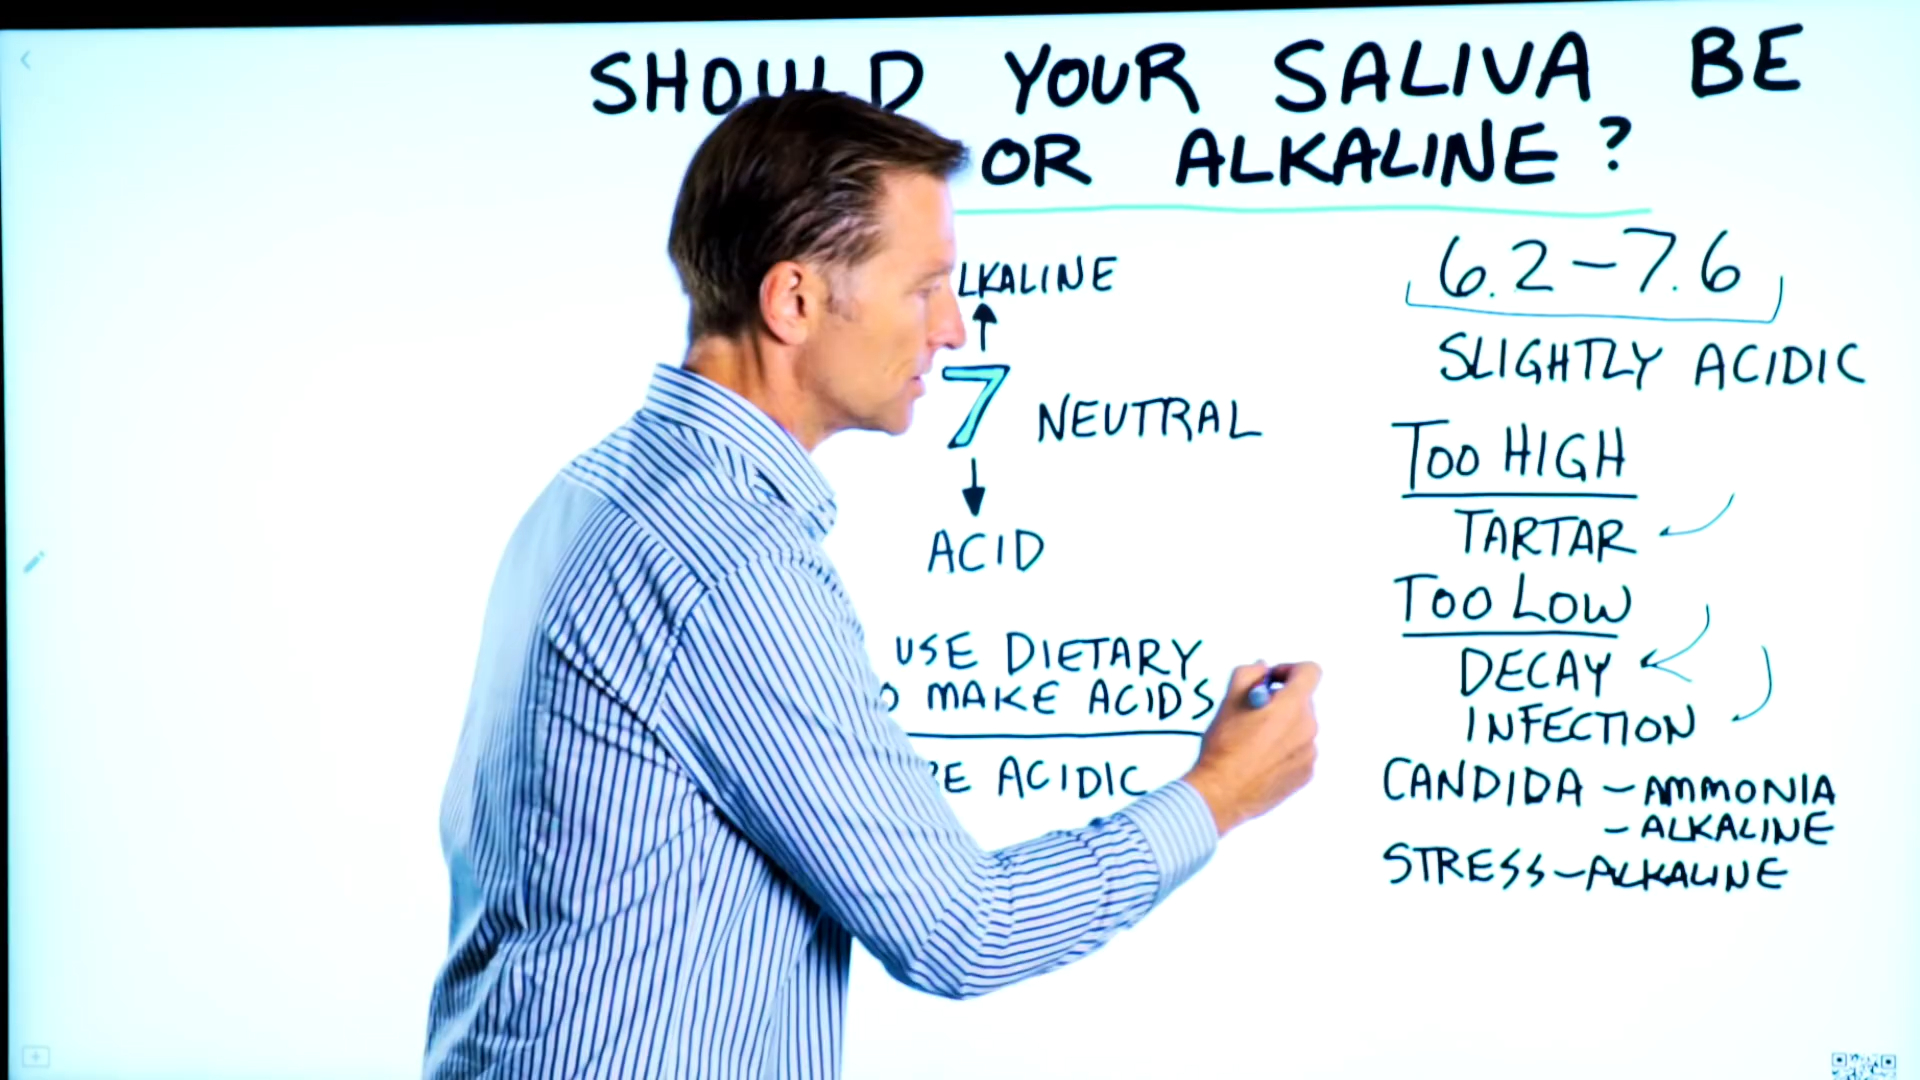 SHOULD YOUR SALIVA BE
OR ALKALINE?
LKALINE
7 NEUTRAL
ACID
USE DIETARY
O MAKE ACIDS
E ACIDIC
6.2-7.6
SLIGHTLY ACIDIC
TOO HIGH
TARTAR
TOO LOW
DECAY
INFECTION
CANDIDA - AMMONIA
- ALKALINE
STRESS - ALKALINE